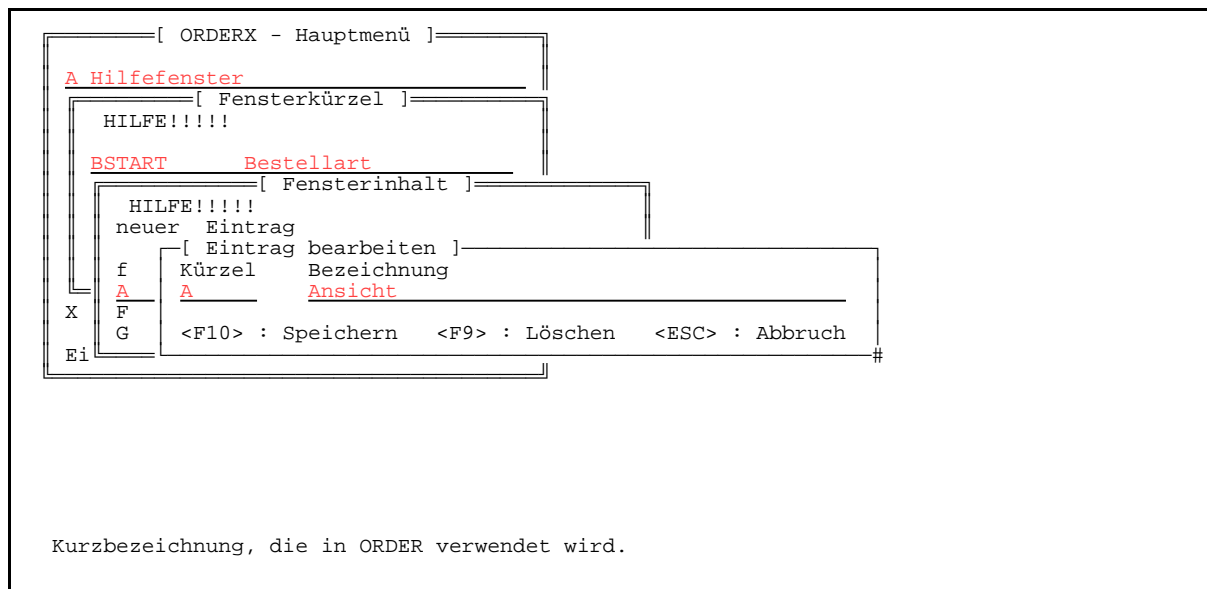 [ ORDERX - Hauptmenü ]
A Hilfefenster
[ Fensterkürzel ]
HILFE!!!!!
BSTART Bestellart
[ Fensterinhalt ]
HILFE!!!!!
neuer Eintrag
[ Eintrag bearbeiten ]
f Kürzel Bezeichnung
A A Ansicht
X F
G <F10> : Speichern <F9> : Löschen <ESC> : Abbruch
Ei #
Kurzbezeichnung, die in ORDER verwendet wird.